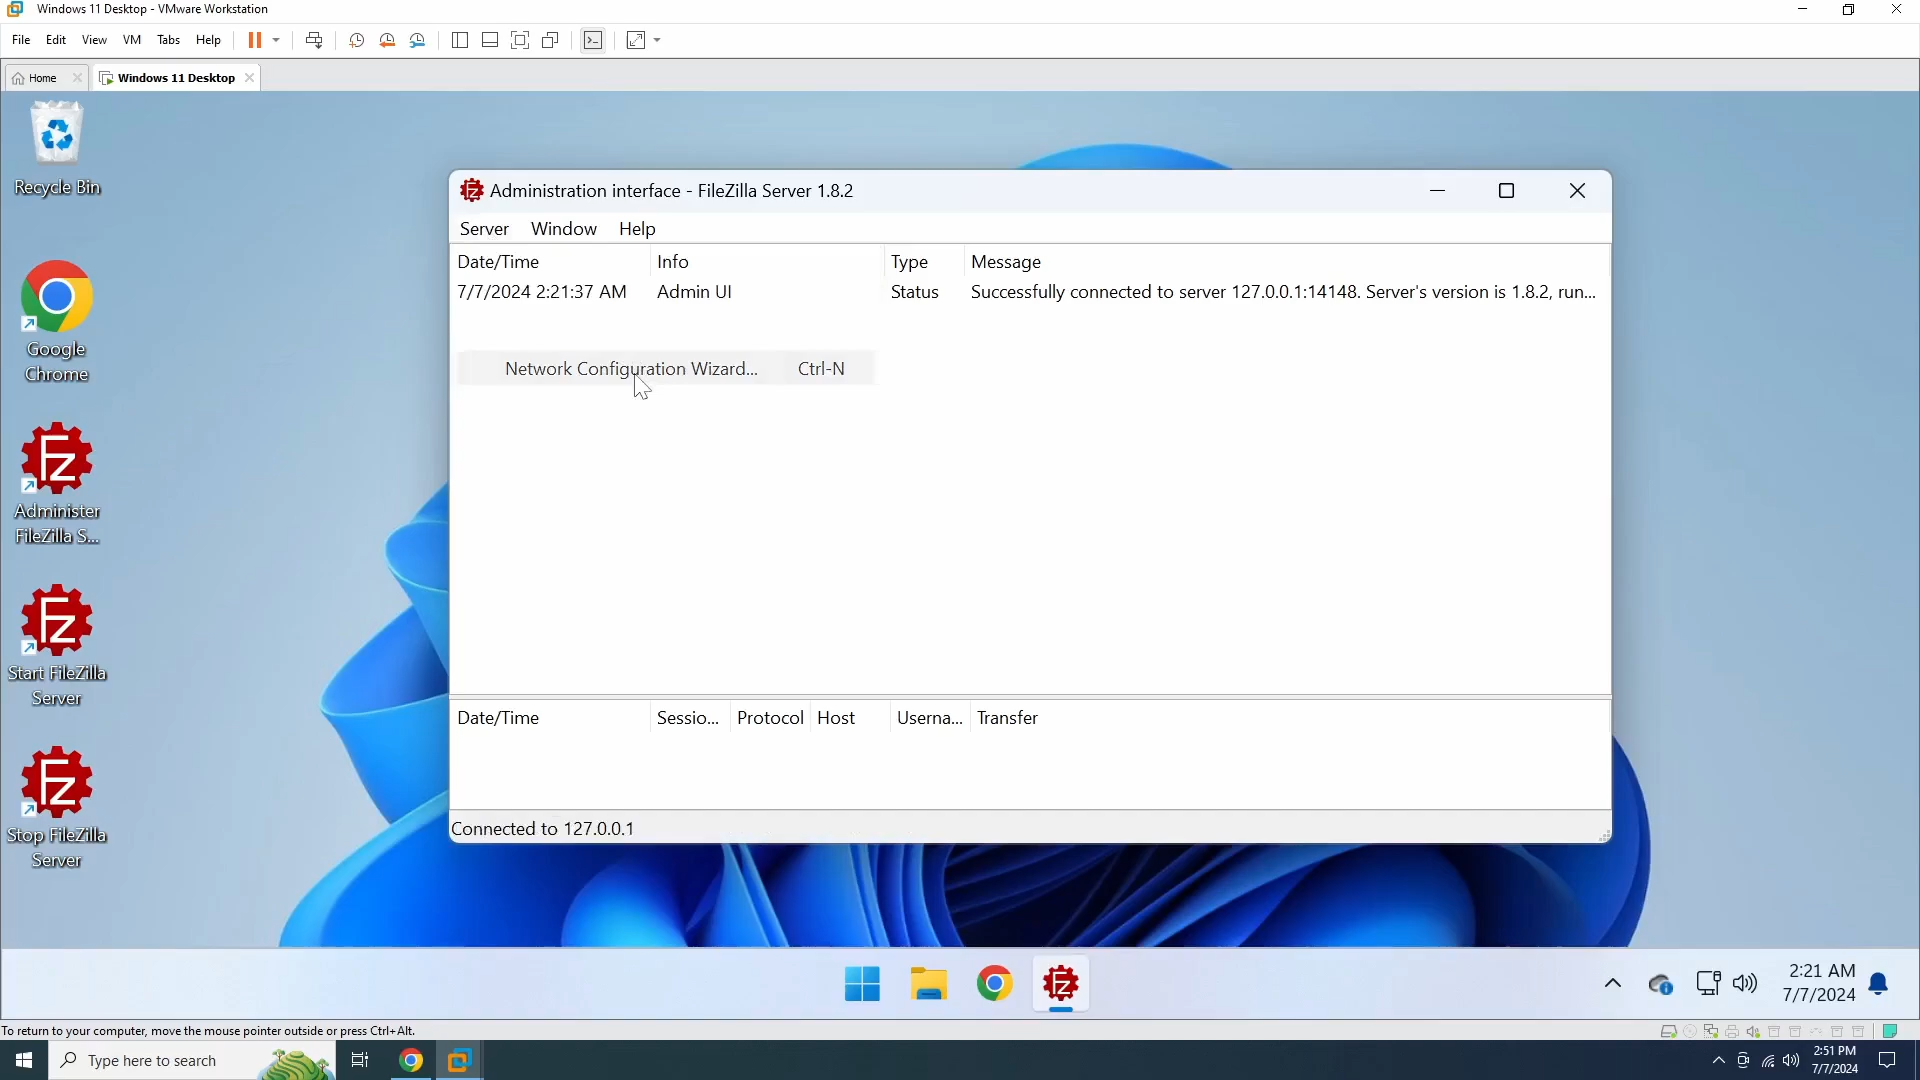 Windows 11 Desktop - VMware Workstation
File Edit View VM Tabs Help
Home
Windows 11 Desktop
Recycle Bin
Google
Chrome
Administer
FileZilla S...
Start FileZilla
Server
Stop FileZilla
Server
Administration interface - FileZilla Server 1.8.2
Server Window Help
Date/Time Info Type Message
7/7/2024 2:21:37 AM Admin UI Status Successfully connected to server 127.0.0.1:14148. Server's version is 1.8.2, run...
Network Configuration Wizard... Ctrl-N
Date/Time Sessio... Protocol Host Userna... Transfer
Connected to 127.0.0.1
2:21 AM
7/7/2024
To return to your computer, move the mouse pointer outside or press Ctrl+Alt.
Type here to search
2:51 PM
7/7/2024